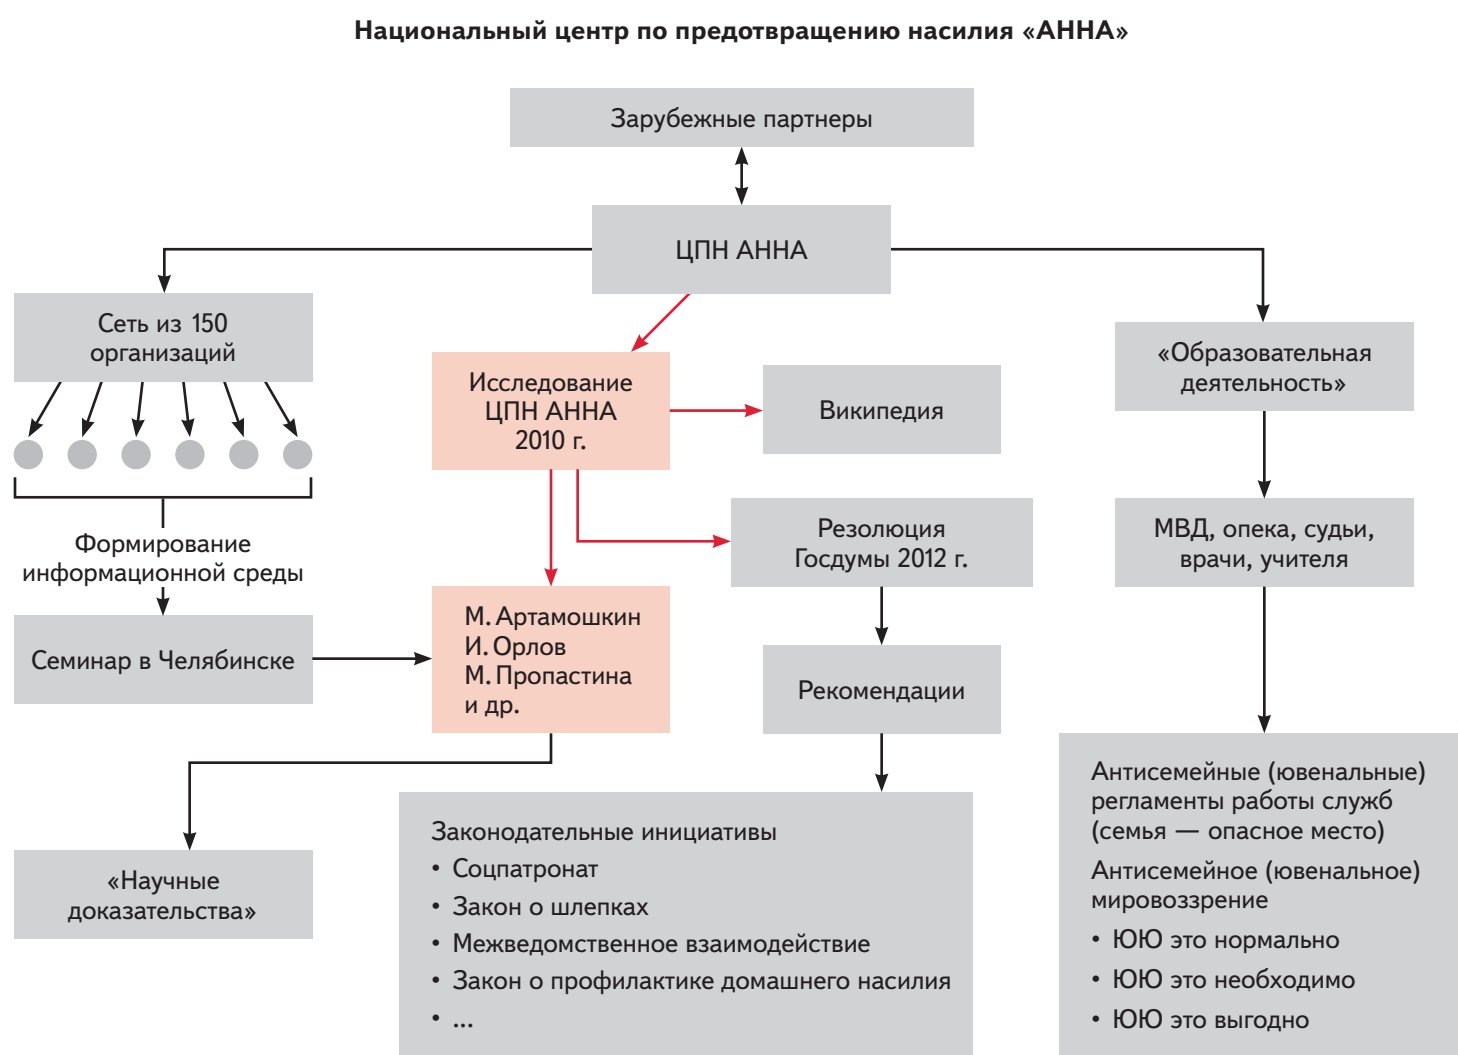 Национальный центр по предотвращению насилия «АННА»
Зарубежные партнеры
ЦПН АННА
Сеть из 150
организаций
Исследование
ЦПН АННА
2010 г.
Википедия
«Образовательная
деятельность»
Формирование
информационной среды
Резолюция
Госдумы 2012 г.
МВД, опека, судьи,
врачи, учителя
Семинар в Челябинске
М. Артамошкин
И. Орлов
М. Пропастина
и др.
Рекомендации
«Научные
доказательства»
Законодательные инициативы
• Соцпатронат
• Закон о шлепках
• Межведомственное взаимодействие
• Закон о профилактике домашнего насилия
• ...
Антисемейные (ювенальные)
регламенты работы служб
(семья — опасное место)
Антисемейное (ювенальное)
мировоззрение
• ЮЮ это нормально
• ЮЮ это необходимо
• ЮЮ это выгодно